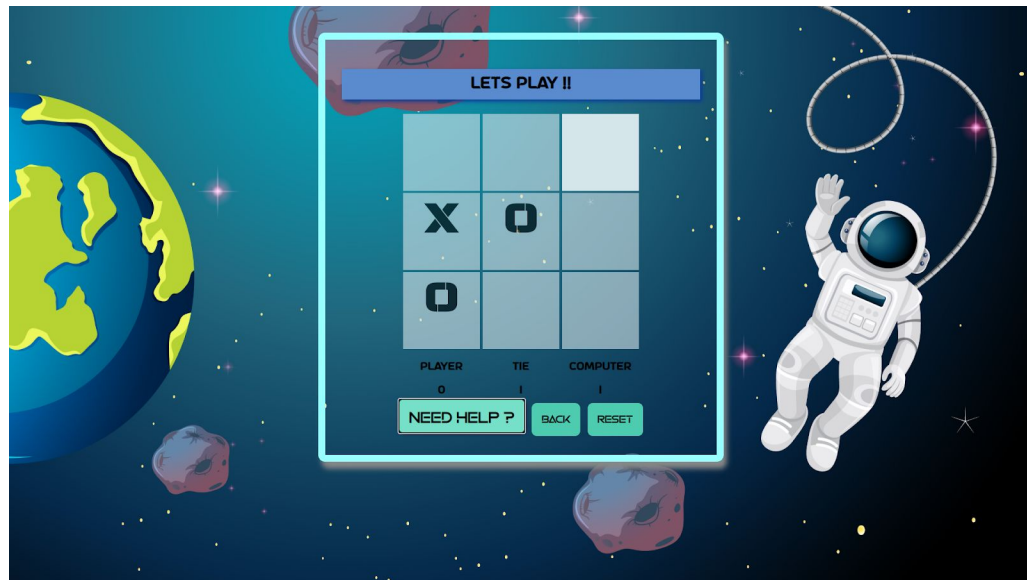 LETS PLAY !!
X O
O
PLAYER TIE COMPUTER
0 1 1
NEED HELP ? BACK RESET